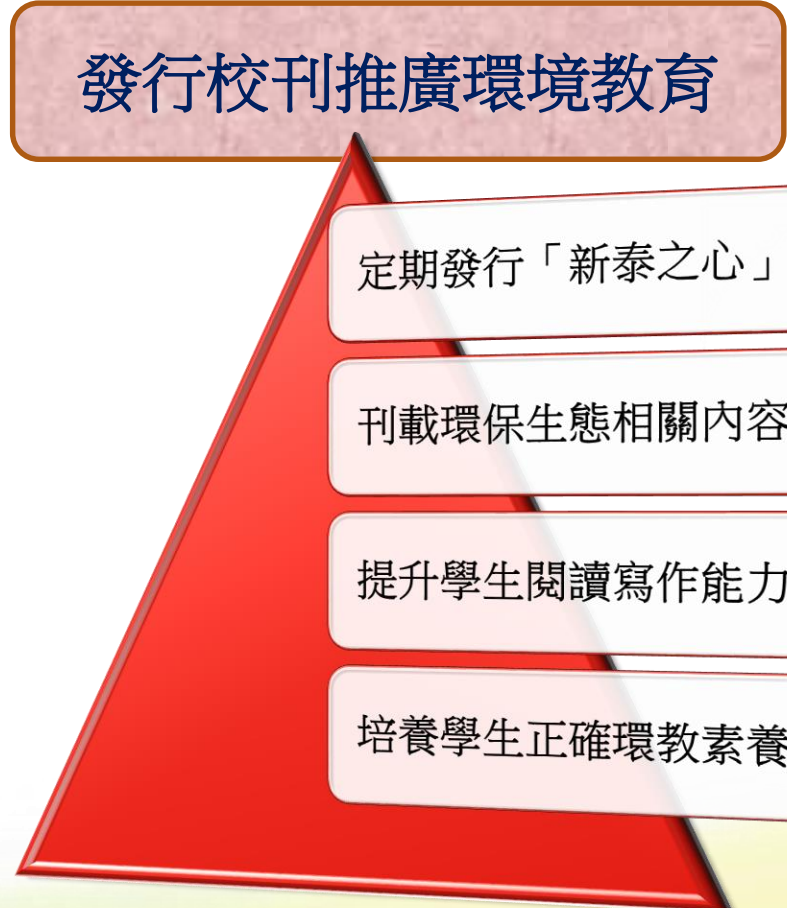 發行校刊推廣環境教育
定期發行「新泰之心」
刊載環保生態相關內容
提升學生閱讀寫作能力
培養學生正確環教素養